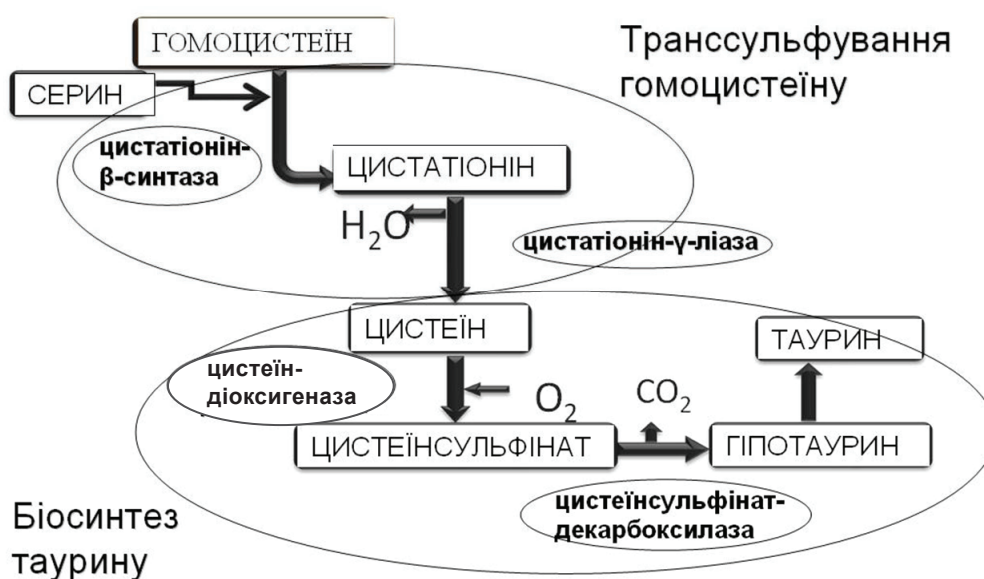 ГОМОЦИСТЕЇН
Транссульфування
гомоцистеїну
СЕРИН
цистатіонін-
β-синтаза
ЦИСТАТІОНІН
H₂O
цистатіонін-γ-ліаза
ЦИСТЕЇН
ТАУРИН
цистеїн-
діоксигеназа
O₂
CO₂
ЦИСТЕЇНСУЛЬФІНАТ
ГІПОТАУРИН
цистеїнсульфінат-
декарбоксилаза
Біосинтез
таурину